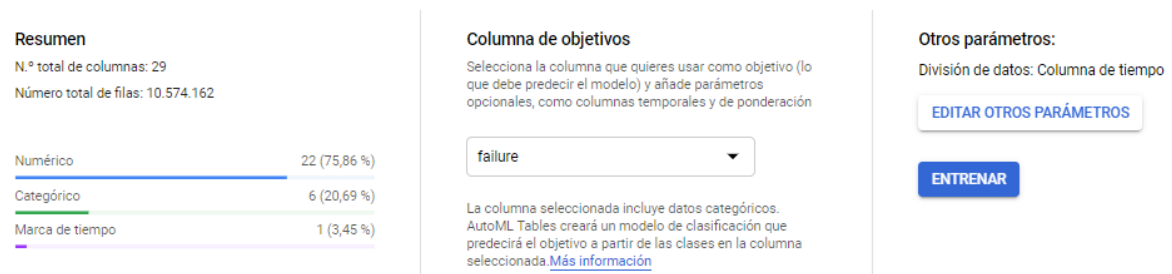 Resumen
N.º total de columnas: 29
Número total de filas: 10.574.162
Numérico 22 (75,86 %)
Categórico 6 (20,69 %)
Marca de tiempo 1 (3,45 %)
Columna de objetivos
Selecciona la columna que quieres usar como objetivo (lo
que debe predecir el modelo) y añade parámetros
opcionales, como columnas temporales y de ponderación
failure
La columna seleccionada incluye datos categóricos.
AutoML Tables creará un modelo de clasificación que
predecirá el objetivo a partir de las clases en la columna
seleccionada.Más información
Otros parámetros:
División de datos: Columna de tiempo
EDITAR OTROS PARÁMETROS
ENTRENAR